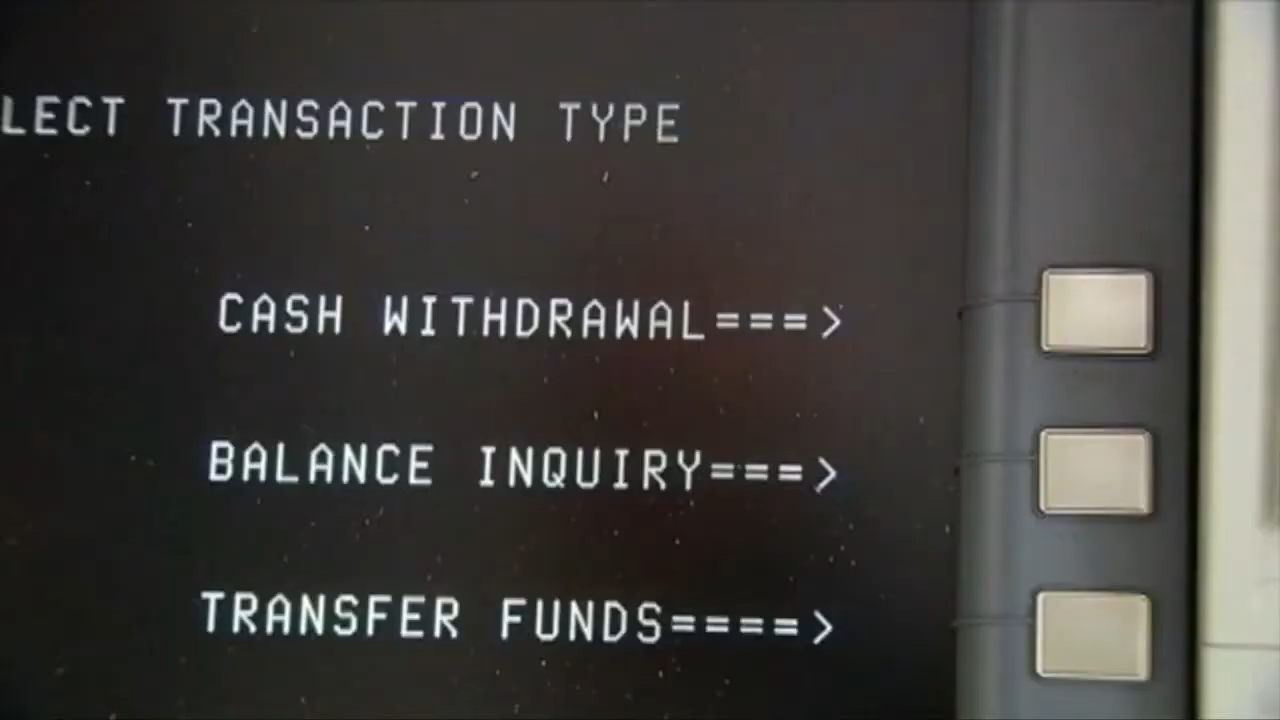 LECT TRANSACTION TYPE
CASH WITHDRAWAL===>
BALANCE INQUIRY===>
TRANSFER FUNDS====>